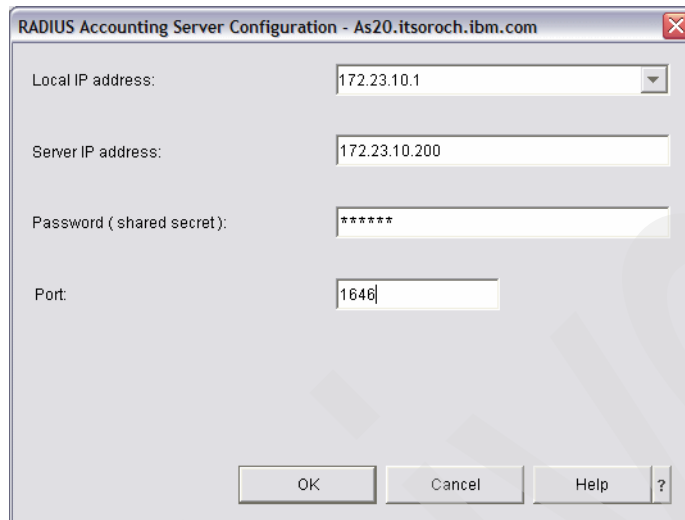 RADIUS Accounting Server Configuration - As20.itsoroch.ibm.com
Local IP address: 172.23.10.1
Server IP address: 172.23.10.200
Password ( shared secret ): ******
Port: 1646
OK Cancel Help ?